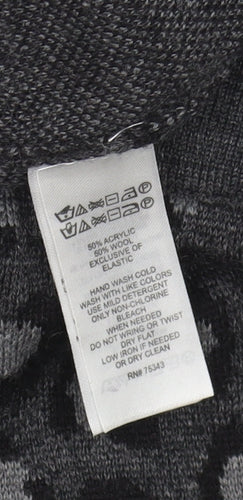 50% ACRYLIC
50% WOOL
EXCLUSIVE OF
ELASTIC
HAND WASH COLD
WASH WITH LIKE COLORS
USE MILD DETERGENT
ONLY NON-CHLORINE
BLEACH
WHEN NEEDED
DO NOT WRING OR TWIST
DRY FLAT
LOW IRON IF NEEDED
OR DRY CLEAN
RN# 75343